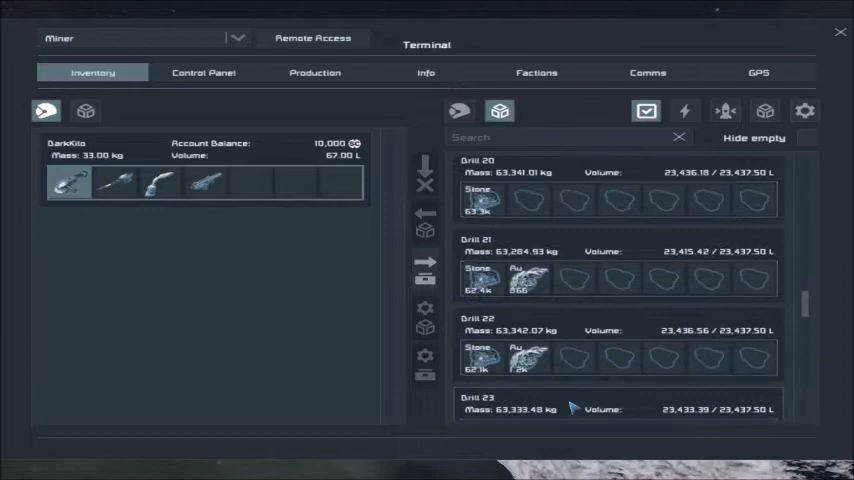 Miner
Remote Access
Terminal
Inventory
Control Panel
Production
Info
Factions
Comms
GPS
Search
Hide empty
DarkKilo
Account Balance: 10,000 SC
Mass: 33.00 kg
Volume: 67.00 L
Drill 20
Mass: 63,341.01 kg
Volume: 23,436.18 / 23,437.50 L
Stone
63.3k
Drill 21
Mass: 63,284.93 kg
Volume: 23,415.42 / 23,437.50 L
Stone
Au
62.4k
866
Drill 22
Mass: 63,342.07 kg
Volume: 23,436.56 / 23,437.50 L
Stone
Au
62.1k
1.2k
Drill 23
Mass: 63,333.48 kg
Volume: 23,433.39 / 23,437.50 L